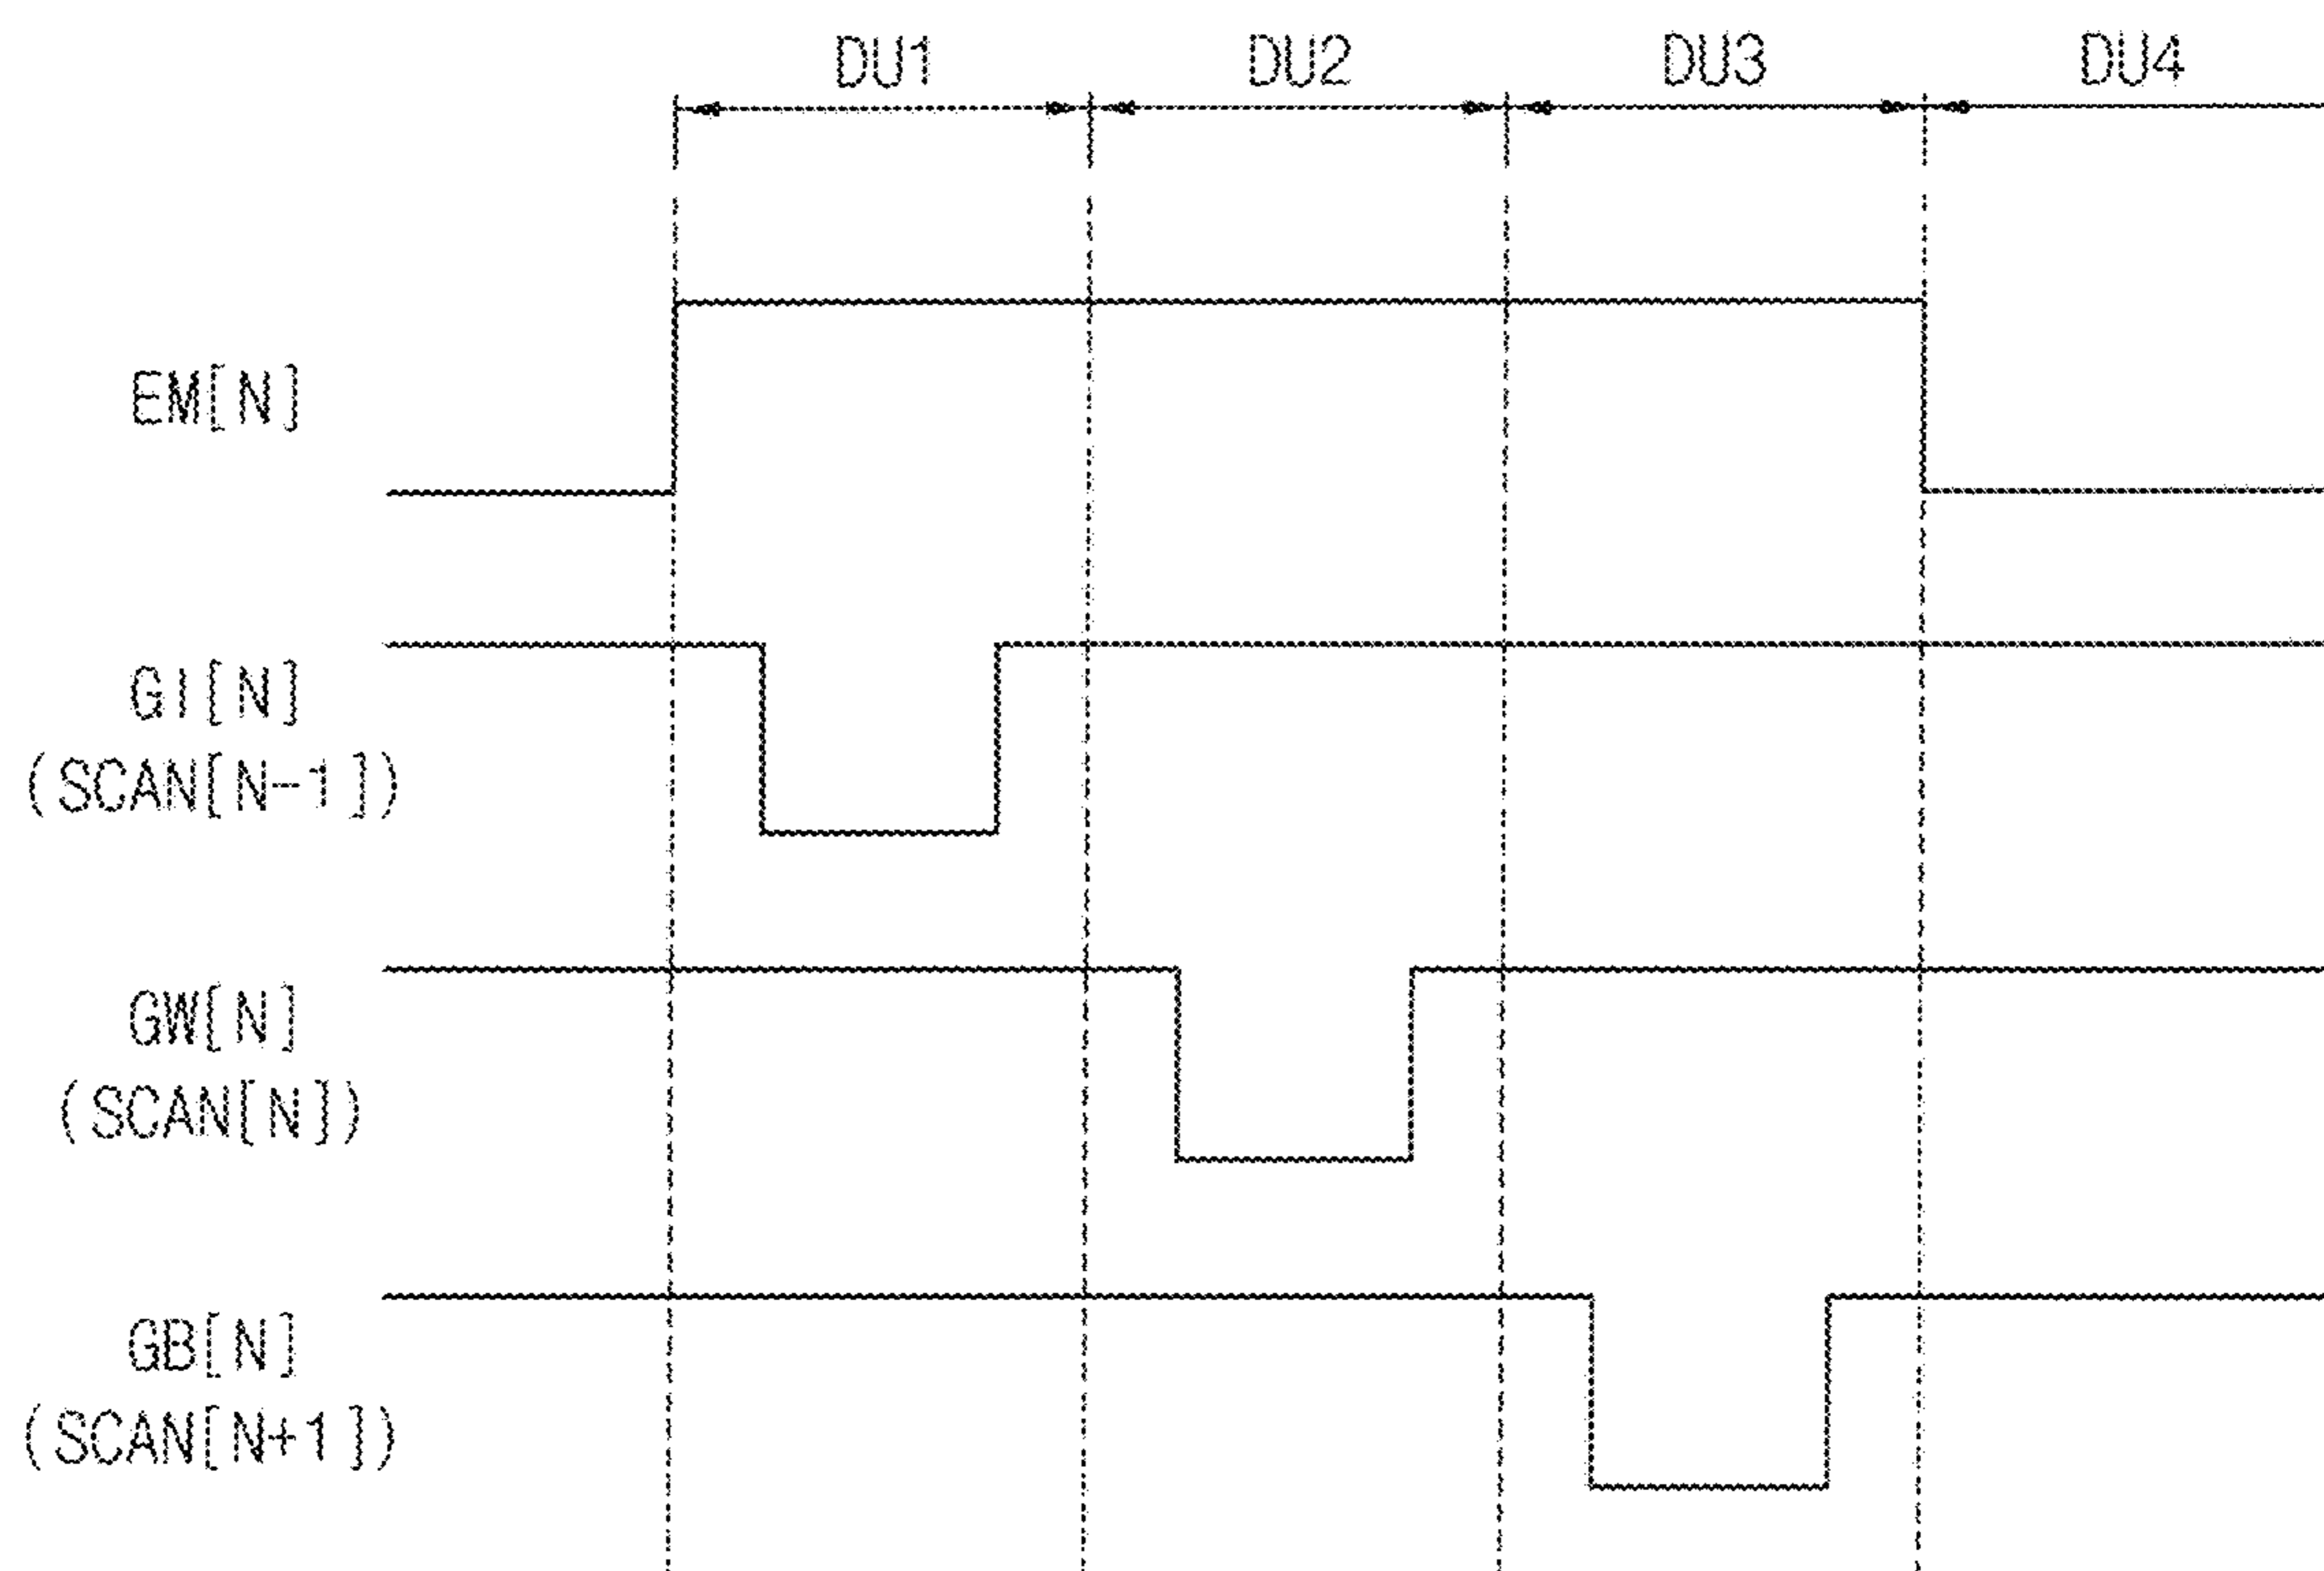 DU1 DU2 DU3 DU4
EM[N]
GI[N]
(SCAN[N-1])
GW[N]
(SCAN[N])
GB[N]
(SCAN[N+1])